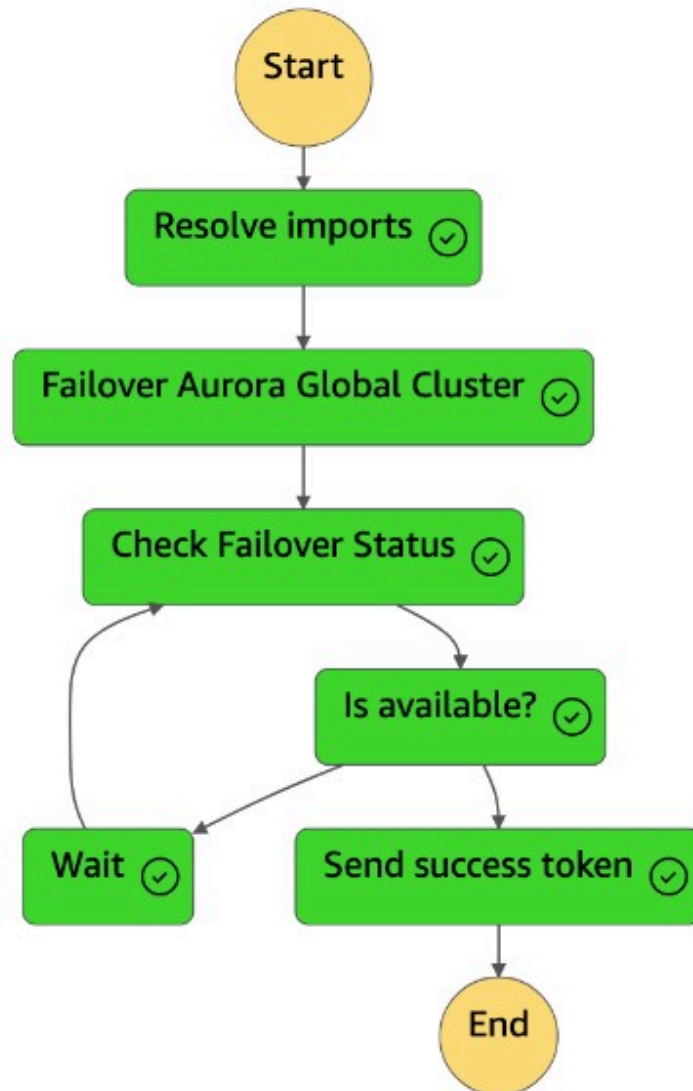 Start
Resolve imports
Failover Aurora Global Cluster
Check Failover Status
Is available?
Wait
Send success token
End